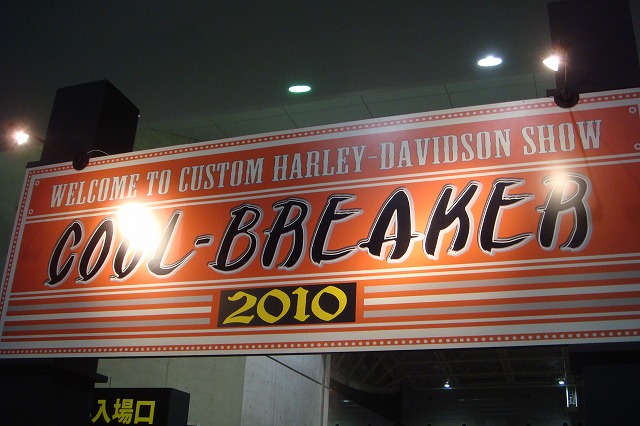 WELCOME TO CUSTOM HARLEY-DAVIDSON SHOW
COOL-BREAKER
2010
入場口